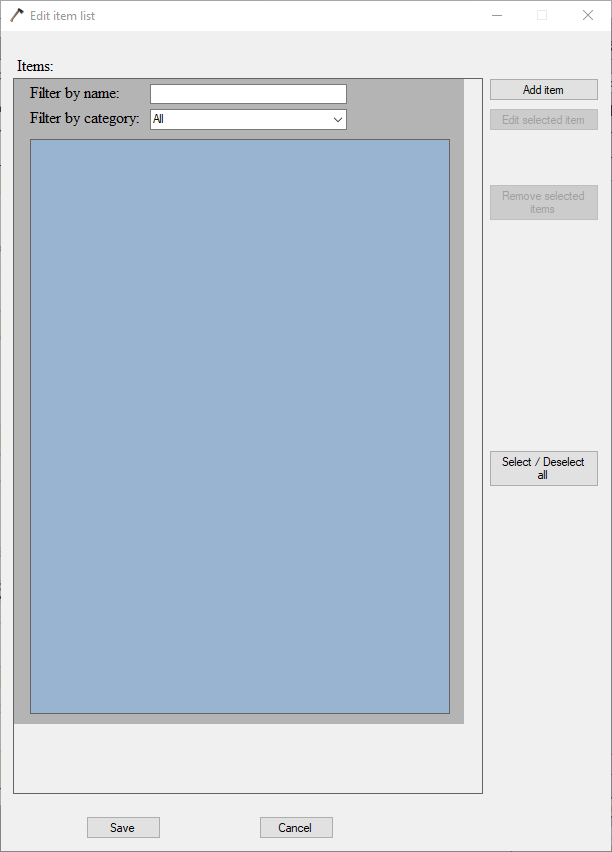 Edit item list
Items:
Filter by name:
Add item
Filter by category: All
Edit selected item
Remove selected
items
Select / Deselect
all
Save Cancel